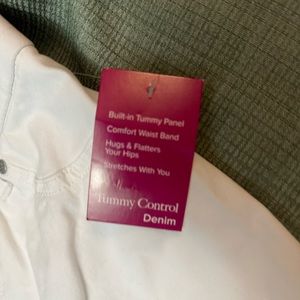 Built-in Tummy Panel
Comfort Waist Band
Hugs & Flatters
Your Hips
Stretches With You
Tummy Control
Denim